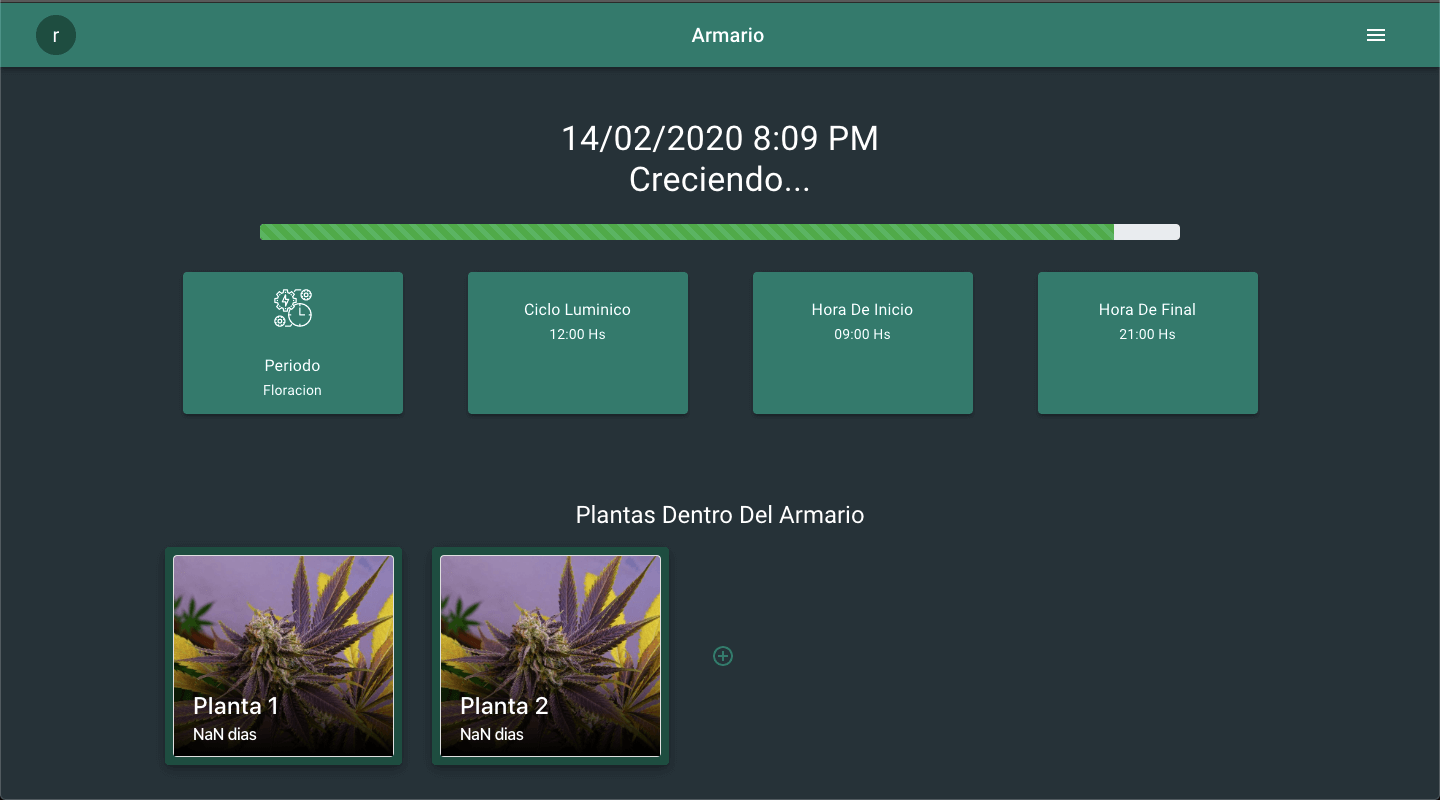 r
Armario
14/02/2020 8:09 PM
Creciendo...
Periodo
Floracion
Ciclo Luminico
12:00 Hs
Hora De Inicio
09:00 Hs
Hora De Final
21:00 Hs
Plantas Dentro Del Armario
Planta 1
NaN dias
Planta 2
NaN dias